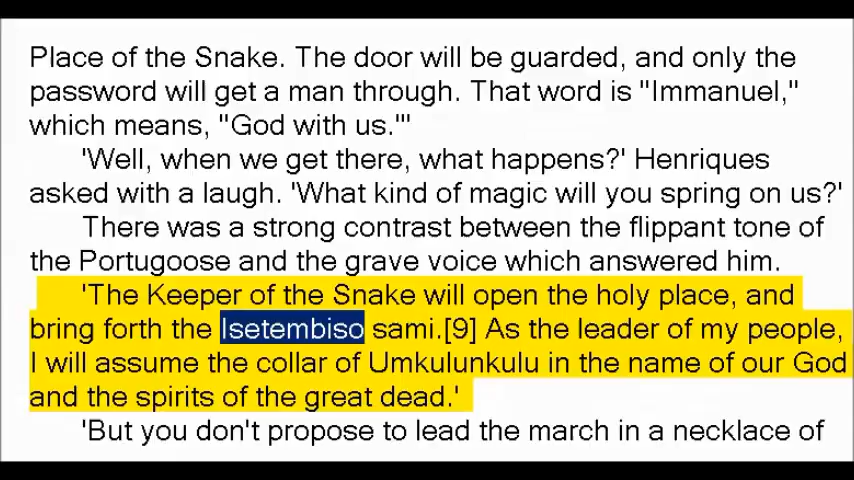 Place of the Snake. The door will be guarded, and only the
password will get a man through. That word is "Immanuel,"
which means, "God with us."'
'Well, when we get there, what happens?' Henriques
asked with a laugh. 'What kind of magic will you spring on us?'
There was a strong contrast between the flippant tone of
the Portugoose and the grave voice which answered him.
'The Keeper of the Snake will open the holy place, and
bring forth the Isetembiso sami.[9] As the leader of my people,
I will assume the collar of Umkulunkulu in the name of our God
and the spirits of the great dead.'
'But you don't propose to lead the march in a necklace of